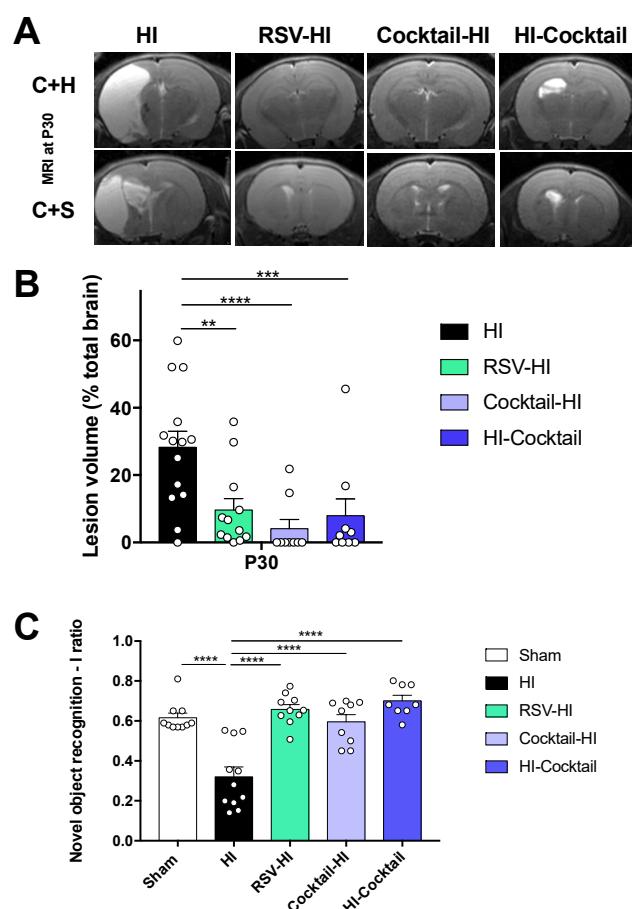 A
HI
RSV-HI
Cocktail-HI
HI-Cocktail
C+H
MRI at P30
C+S
B
Lesion volume (% total brain)
60
40
20
0
***
****
**
P30
HI
RSV-HI
Cocktail-HI
HI-Cocktail
C
Novel object recognition - I ratio
1.0
0.8
0.6
0.4
0.2
0.0
****
****
****
****
Sham
HI
RSV-HI
Cocktail-HI
HI-Cocktail
Sham
HI
RSV-HI
Cocktail-HI
HI-Cocktail